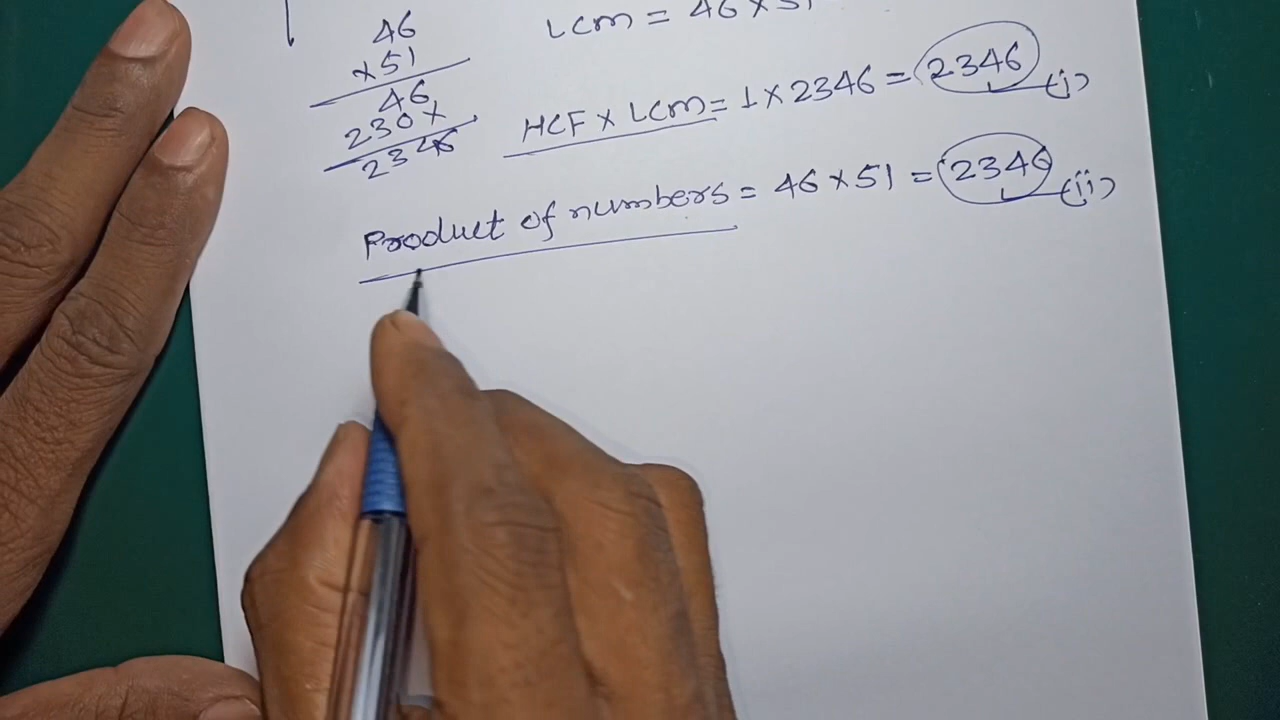 46
×51
46
230×
2346
LCM = 46 × 51
HCF × LCM = 1 × 2346 = 2346 (i)
Product of numbers = 46 × 51 = 2346 (ii)